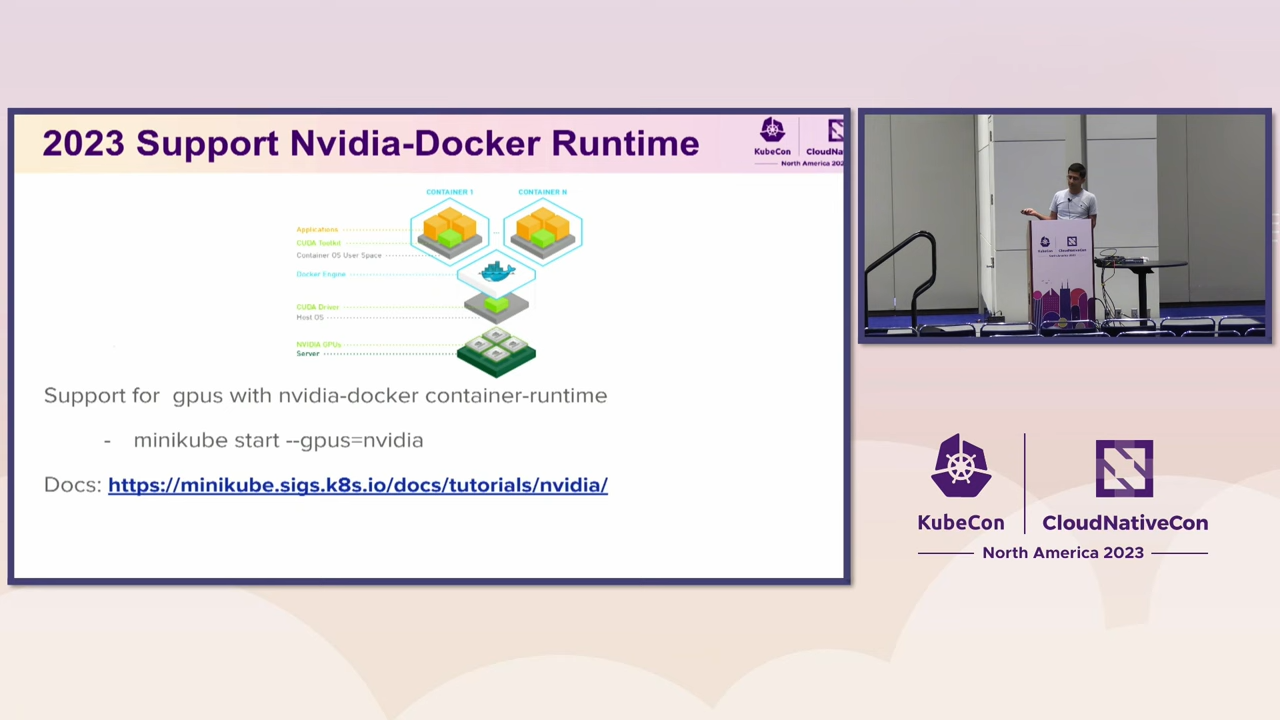 2023 Support Nvidia-Docker Runtime
KubeCon
CloudNat
North America 202
CONTAINER 1
CONTAINER N
Applications
CUDA Toolkit
Container OS User Space
Docker Engine
CUDA Driver
Host OS
NVIDIA GPUs
Server
Support for gpus with nvidia-docker container-runtime
- minikube start --gpus=nvidia
Docs: https://minikube.sigs.k8s.io/docs/tutorials/nvidia/
KubeCon
CloudNativeCon
North America 2023